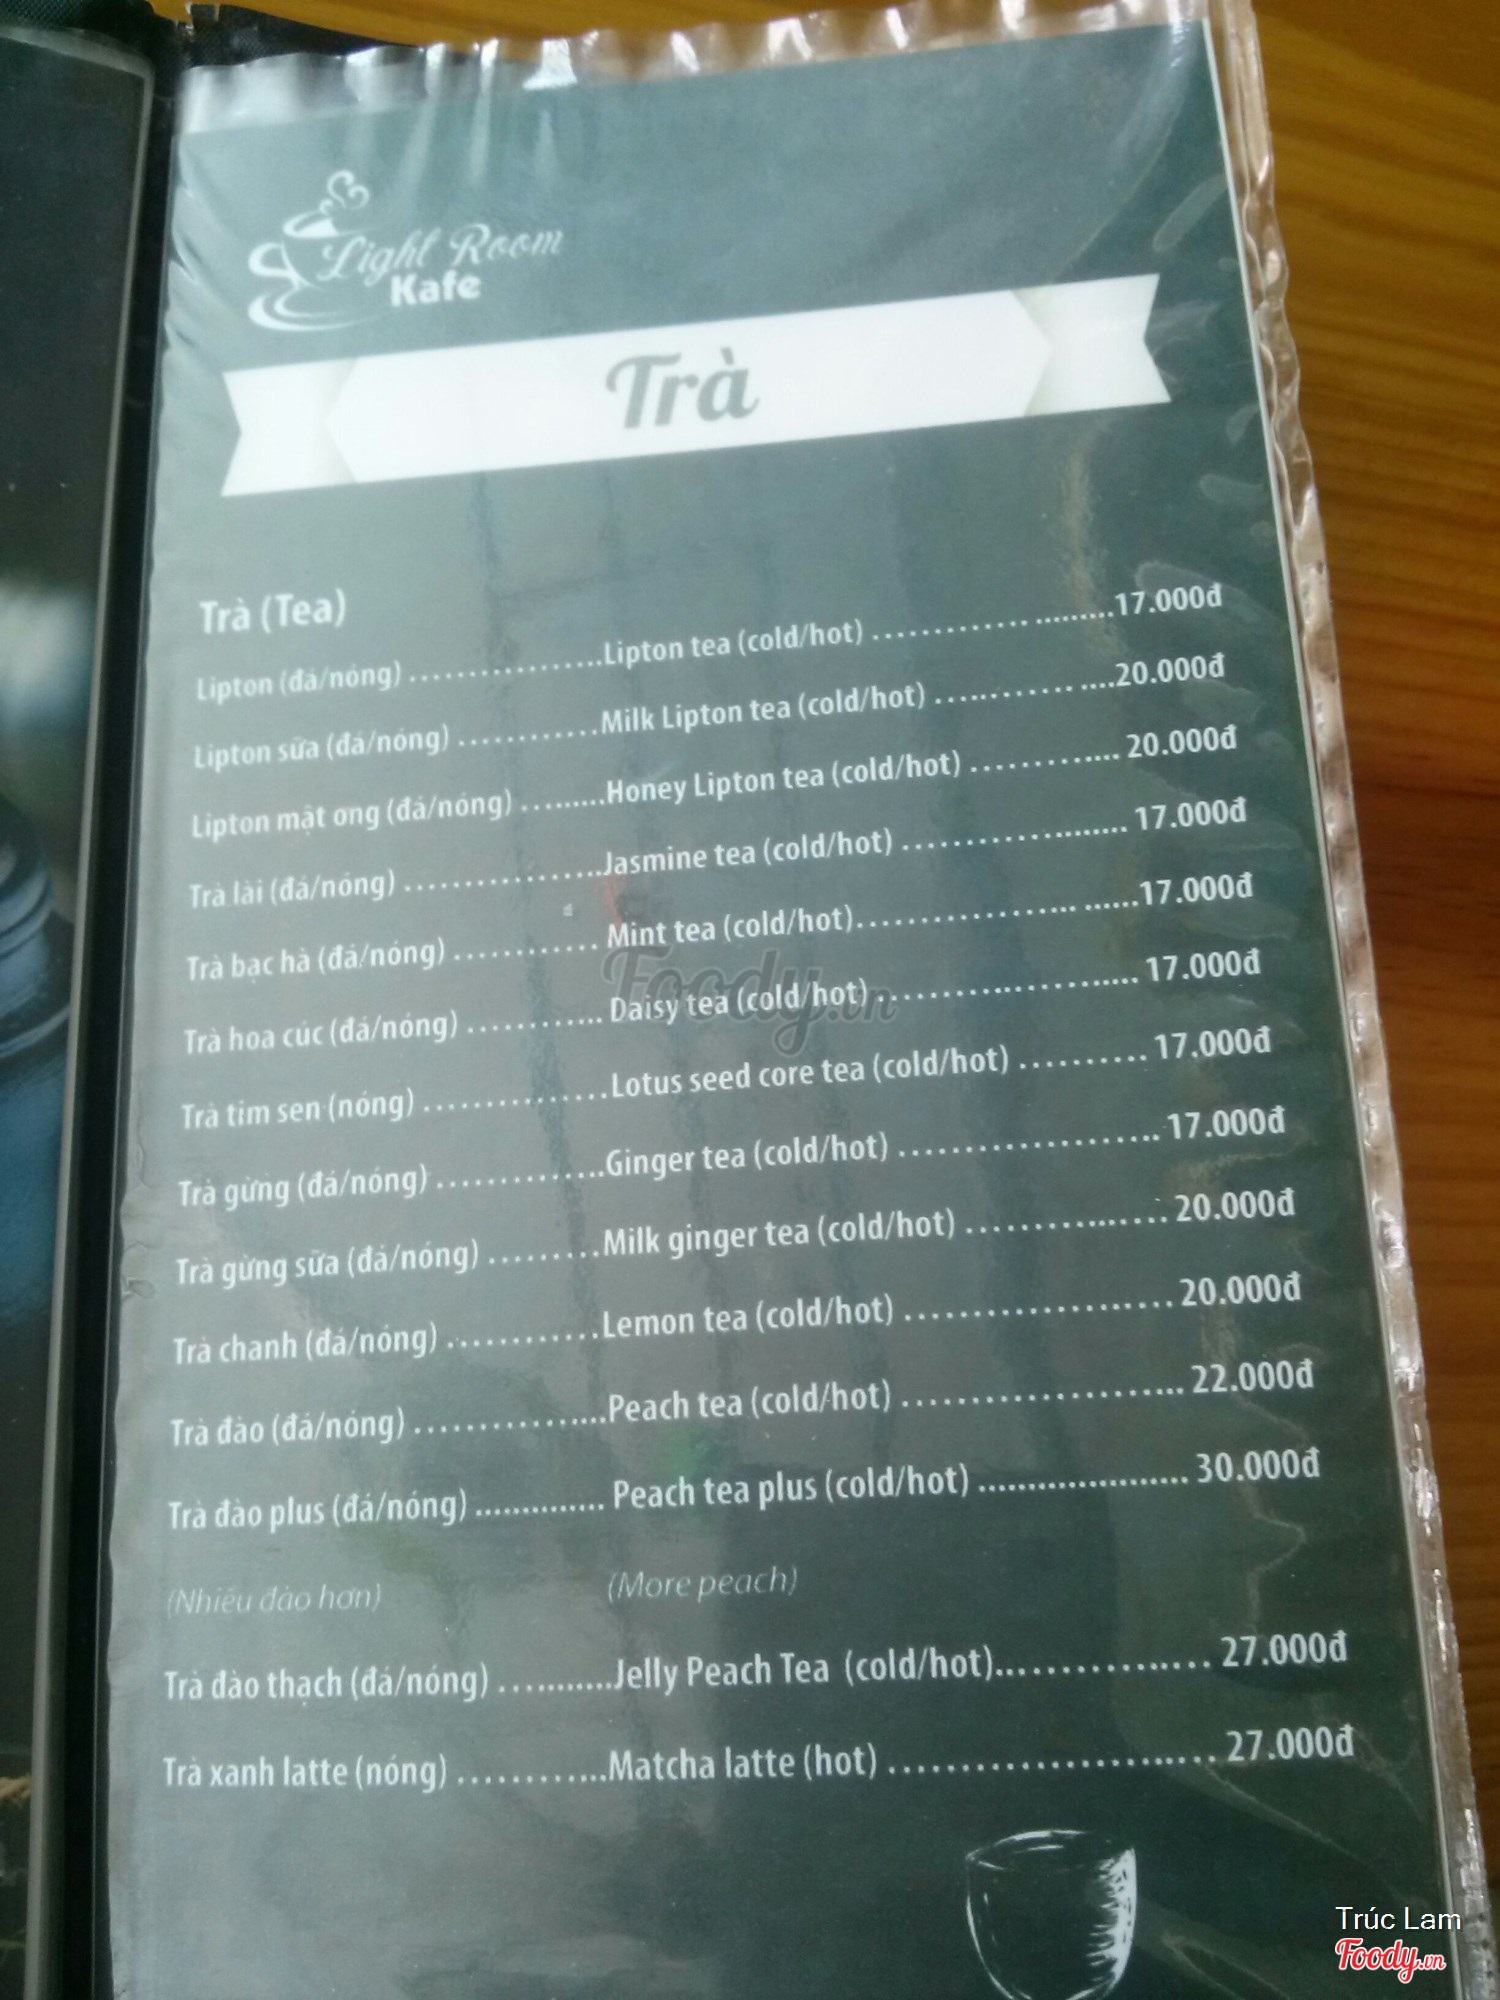 Light Room
Kafe
Trà
Trà (Tea)
Lipton (đá/nóng) .................Lipton tea (cold/hot) ......................17.000đ
Lipton sữa (đá/nóng) ............Milk Lipton tea (cold/hot) .................20.000đ
Lipton mật ong (đá/nóng) .........Honey Lipton tea (cold/hot) ............. 20.000đ
Trà lài (đá/nóng) .................Jasmine tea (cold/hot) ................... 17.000đ
Trà bạc hà (đá/nóng) ............ Mint tea (cold/hot).......................17.000đ
Trà hoa cúc (đá/nóng) ............ Daisy tea (cold/hot) ..................... 17.000đ
Trà tim sen (nóng) ................Lotus seed core tea (cold/hot) ........... 17.000đ
Trà gừng (đá/nóng) ...............Ginger tea (cold/hot) ..................... 17.000đ
Trà gừng sữa (đá/nóng) .........Milk ginger tea (cold/hot) ................ 20.000đ
Trà chanh (đá/nóng) ............Lemon tea (cold/hot) ..................... 20.000đ
Trà đào (đá/nóng) ................Peach tea (cold/hot) ...................... 22.000đ
Trà đào plus (đá/nóng) .............. Peach tea plus (cold/hot) ..................... 30.000đ
(Nhiều đào hơn) (More peach)
Trà đào thạch (đá/nóng) ...........Jelly Peach Tea (cold/hot)................... 27.000đ
Trà xanh latte (nóng) ............Matcha latte (hot) ........................ 27.000đ
Foody.vn
Trúc Lam
Foody.vn